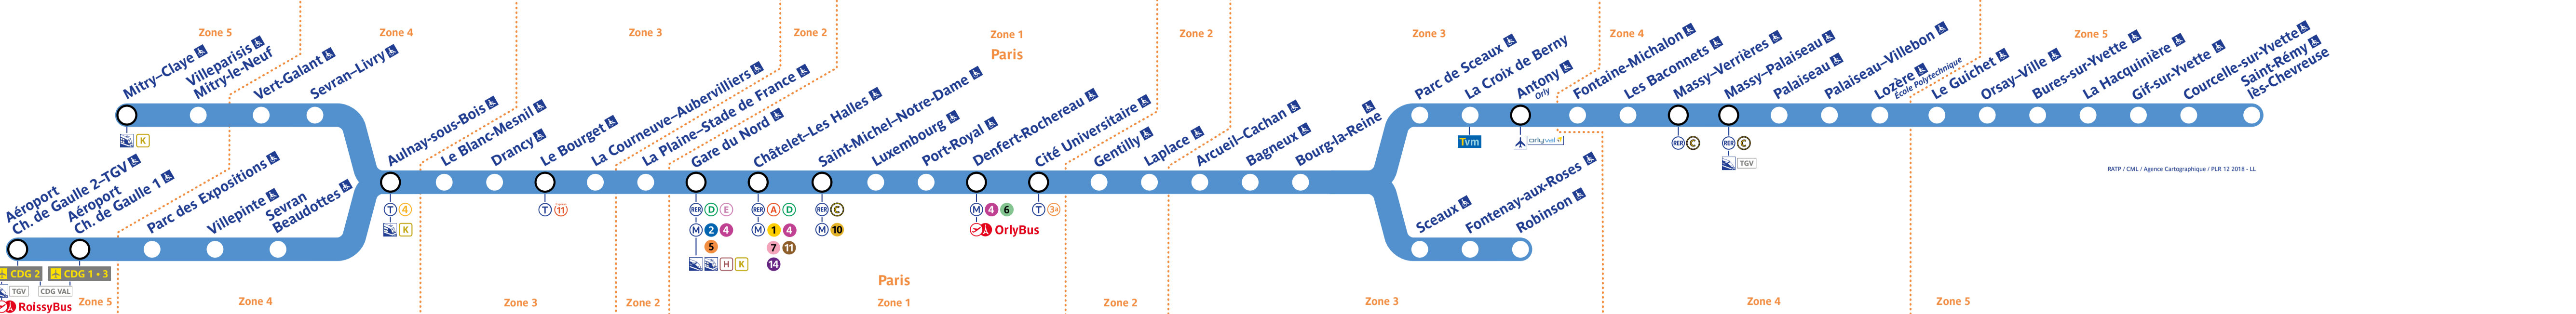 Zone 5
Zone 4
Zone 3
Zone 2
Zone 1
Paris
Zone 2
Zone 3
Zone 4
Zone 5
Mitry–Claye
Villeparisis
Mitry-le-Neuf
Vert-Galant
Sevran–Livry
K
Aéroport
Ch. de Gaulle 2–TGV
Aéroport
Ch. de Gaulle 1
Parc des Expositions
Villepinte
Sevran
Beaudottes
CDG 2
CDG 1 • 3
TGV
CDG VAL
RoissyBus
Aulnay-sous-Bois
T 4
K
Le Blanc-Mesnil
Drancy
Le Bourget
T 11
La Courneuve–Aubervilliers
La Plaine–Stade de France
Gare du Nord
RER D E
M 2 4
5
H K
Châtelet–Les Halles
RER A D
M 1 4
7 11
14
Saint-Michel–Notre-Dame
RER C
M 10
Luxembourg
Port-Royal
Denfert-Rochereau
M 4 6
OrlyBus
Cité Universitaire
T 3a
Gentilly
Laplace
Arcueil–Cachan
Bagneux
Bourg-la-Reine
Parc de Sceaux
La Croix de Berny
Tvm
Antony
Orly
orlyval
Fontaine-Michalon
Les Baconnets
Massy–Verrières
RER C
Massy–Palaiseau
RER C
TGV
Palaiseau
Palaiseau–Villebon
Lozère
École Polytechnique
Le Guichet
Orsay–Ville
Bures-sur-Yvette
La Hacquinière
Gif-sur-Yvette
Courcelle-sur-Yvette
Saint-Rémy
lès-Chevreuse
Sceaux
Fontenay-aux-Roses
Robinson
RATP / CML / Agence Cartographique / PLR 12 2018 - LL
Zone 5
Zone 4
Zone 3
Zone 2
Paris
Zone 1
Zone 2
Zone 3
Zone 4
Zone 5